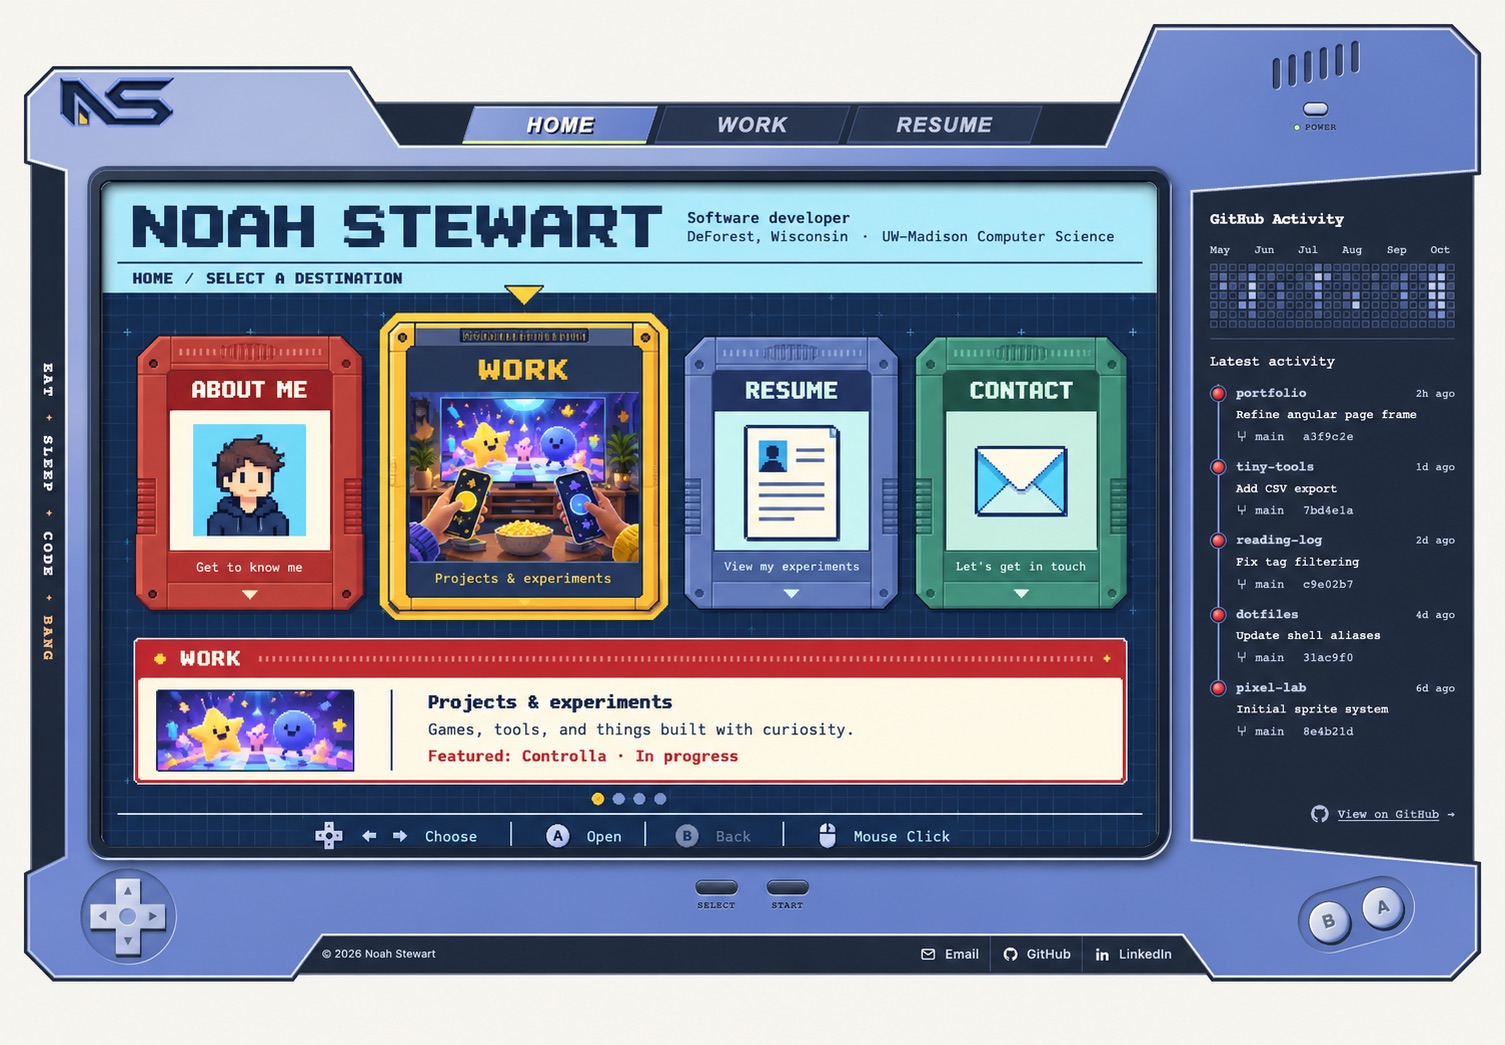 NS
HOME
WORK
RESUME
POWER
NOAH STEWART
Software developer
DeForest, Wisconsin · UW-Madison Computer Science
HOME / SELECT A DESTINATION
ABOUT ME
Get to know me
WORK
Projects & experiments
RESUME
View my experiments
CONTACT
Let's get in touch
WORK
Projects & experiments
Games, tools, and things built with curiosity.
Featured: Controlla · In progress
Choose
A Open
B Back
Mouse Click
EAT + SLEEP + CODE + BANG
GitHub Activity
May Jun Jul Aug Sep Oct
Latest activity
portfolio 2h ago
Refine angular page frame
main a3f9c2e
tiny-tools 1d ago
Add CSV export
main 7bd4e1a
reading-log 2d ago
Fix tag filtering
main c9e02b7
dotfiles 4d ago
Update shell aliases
main 31ac9f0
pixel-lab 6d ago
Initial sprite system
main 8e4b21d
View on GitHub →
SELECT
START
B
A
© 2026 Noah Stewart
Email
GitHub
in LinkedIn